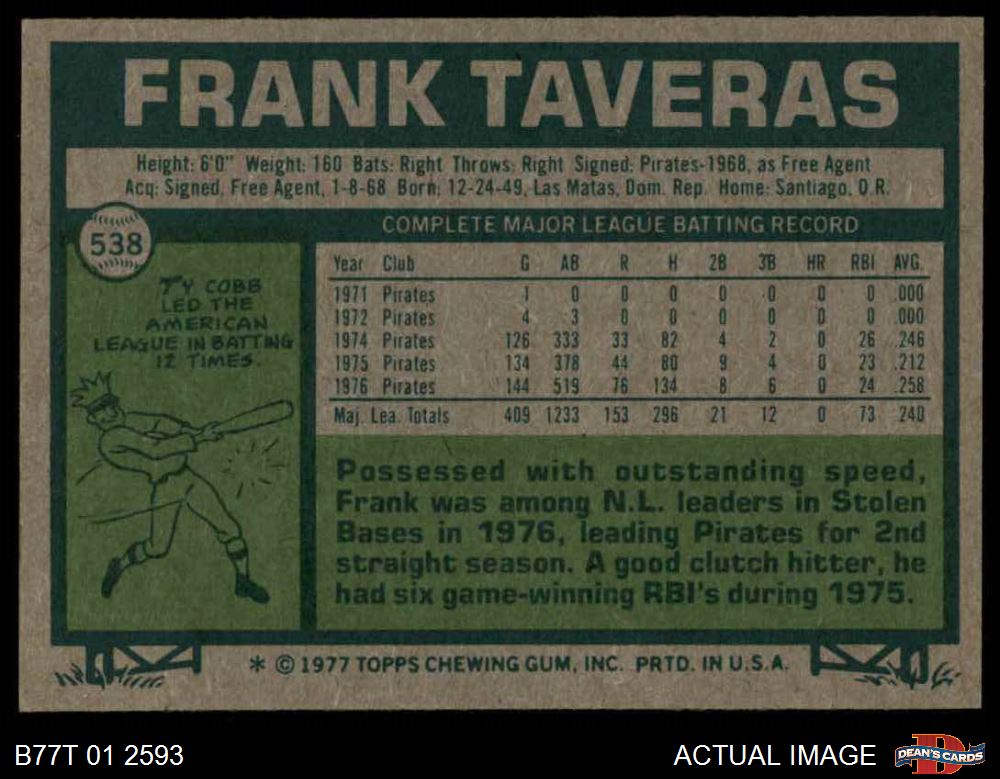 FRANK TAVERAS
Height: 6'0" Weight: 160 Bats: Right Throws: Right Signed: Pirates-1968, as Free Agent
Acq: Signed, Free Agent, 1-8-68 Born: 12-24-49, Las Matas, Dom. Rep. Home: Santiago, D.R.
538
COMPLETE MAJOR LEAGUE BATTING RECORD
TY COBB
LED THE
AMERICAN
LEAGUE IN BATTING
12 TIMES.
Year Club G AB R H 2B 3B HR RBI AVG.
1971 Pirates 1 0 0 0 0 0 0 0 .000
1972 Pirates 4 3 0 0 0 0 0 0 .000
1974 Pirates 126 333 33 82 4 2 0 26 .246
1975 Pirates 134 378 44 80 9 4 0 23 .212
1976 Pirates 144 519 76 134 8 6 0 24 .258
Maj. Lea. Totals 409 1233 153 296 21 12 0 73 .240
Possessed with outstanding speed,
Frank was among N.L. leaders in Stolen
Bases in 1976, leading Pirates for 2nd
straight season. A good clutch hitter, he
had six game-winning RBI's during 1975.
* © 1977 TOPPS CHEWING GUM, INC. PRTD. IN U.S.A.
B77T 01 2593
ACTUAL IMAGE
D
DEAN'S CARDS